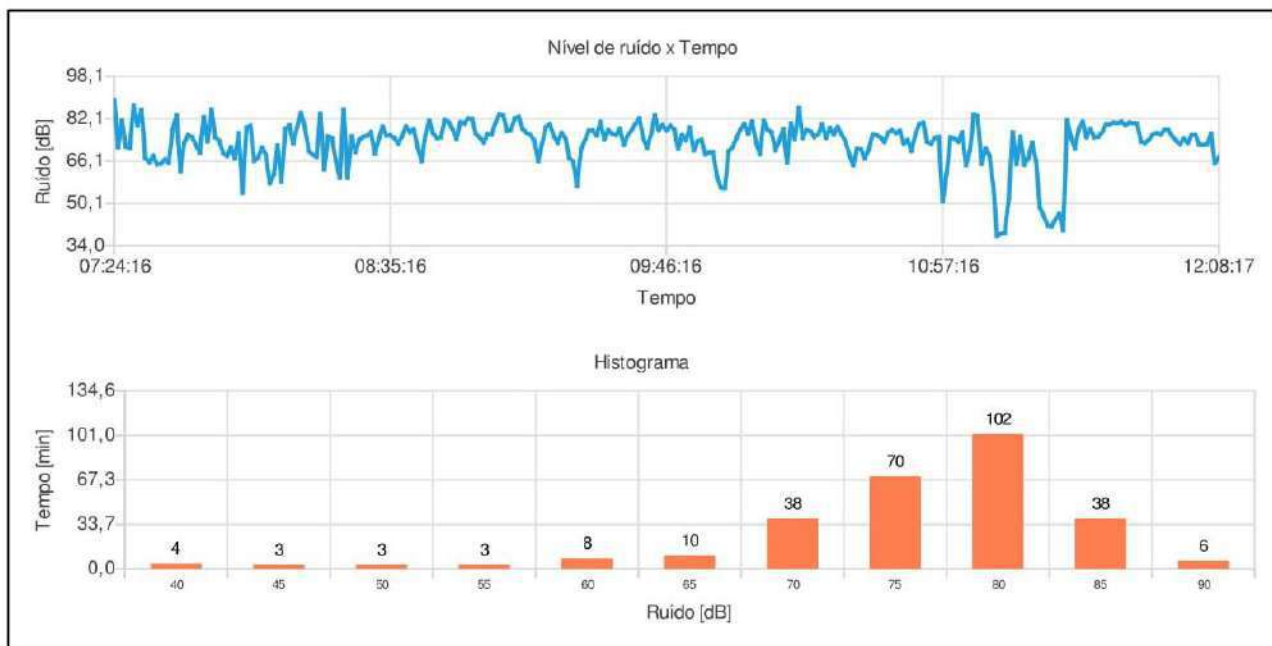 Nível de ruído x Tempo
98,1
82,1
66,1
50,1
34,0
Ruído [dB]
07:24:16 08:35:16 09:46:16 10:57:16 12:08:17
Tempo
Histograma
134,6
101,0
67,3
33,7
0,0
Tempo [min]
4 3 3 3 8 10 38 70 102 38 6
40 45 50 55 60 65 70 75 80 85 90
Ruído [dB]